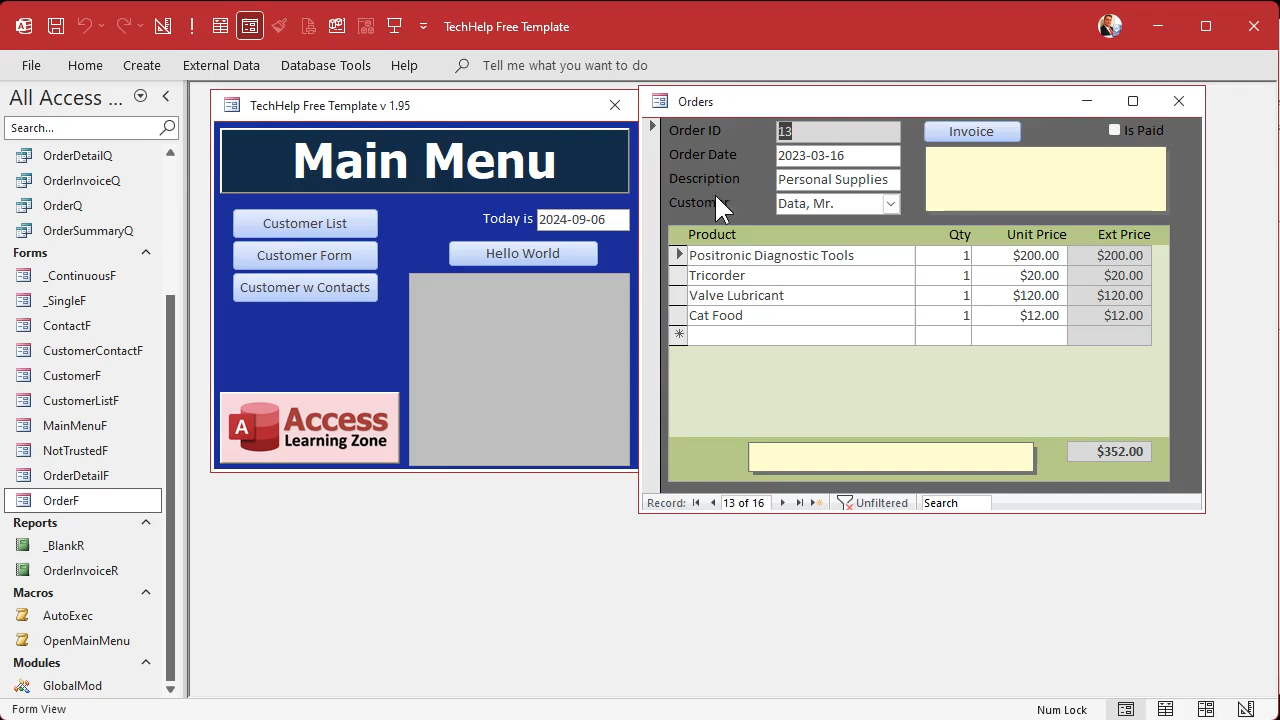 TechHelp Free Template
File Home Create External Data Database Tools Help Tell me what you want to do
All Access ...
Search...
OrderDetailQ
OrderInvoiceQ
OrderQ
OrderSummaryQ
Forms
_ContinuousF
_SingleF
ContactF
CustomerContactF
CustomerF
CustomerListF
MainMenuF
NotTrustedF
OrderDetailF
OrderF
Reports
_BlankR
OrderInvoiceR
Macros
AutoExec
OpenMainMenu
Modules
GlobalMod
TechHelp Free Template v 1.95
Main Menu
Customer List
Customer Form
Customer w Contacts
Today is 2024-09-06
Hello World
A Access
Learning Zone
Orders
Order ID 13 Invoice Is Paid
Order Date 2023-03-16
Description Personal Supplies
Customer Data, Mr.
Product Qty Unit Price Ext Price
Positronic Diagnostic Tools 1 $200.00 $200.00
Tricorder 1 $20.00 $20.00
Valve Lubricant 1 $120.00 $120.00
Cat Food 1 $12.00 $12.00
$352.00
Record: 13 of 16 Unfiltered Search
Form View
Num Lock